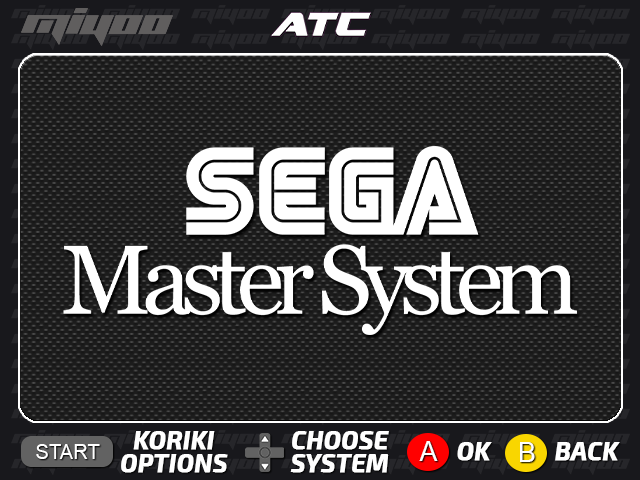 miyoo
ATC
SEGA
Master System
START
KORIKI
OPTIONS
CHOOSE
SYSTEM
A
OK
B
BACK